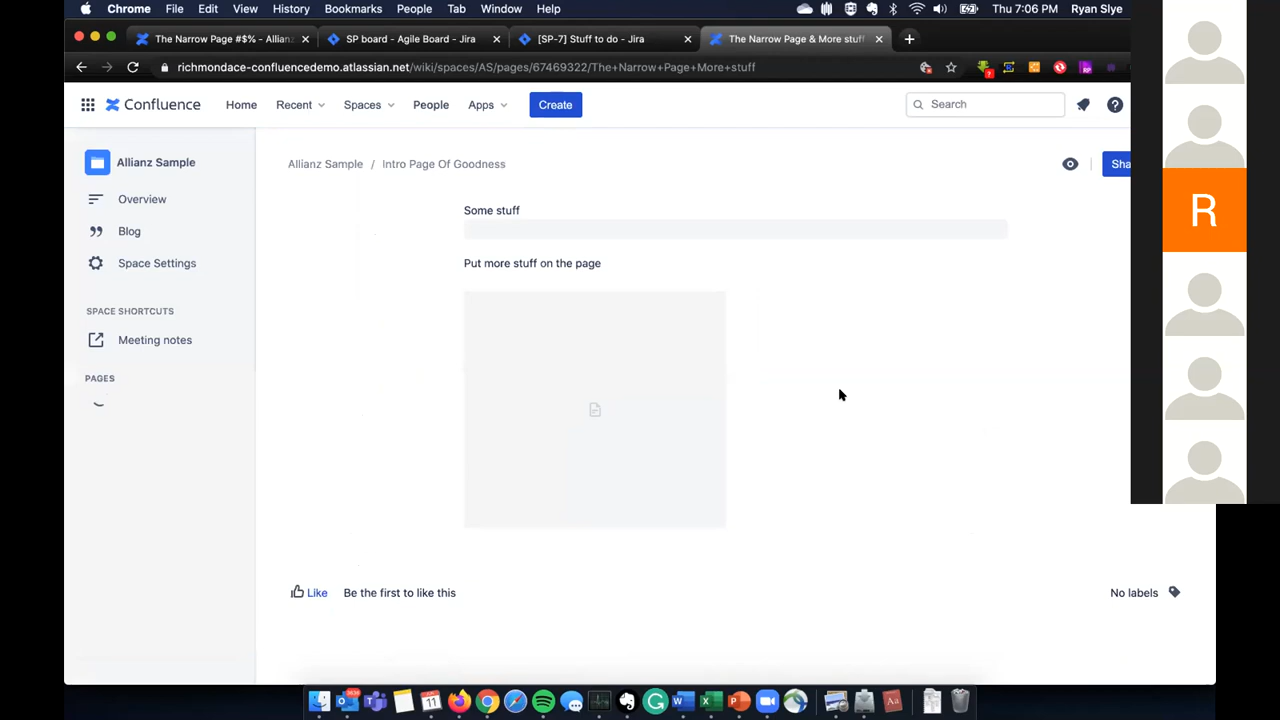 Chrome File Edit View History Bookmarks People Tab Window Help Thu 7:06 PM Ryan Slye
The Narrow Page #$% - Allianz
SP board - Agile Board - Jira
[SP-7] Stuff to do - Jira
The Narrow Page & More stuff
richmondace-confluencedemo.atlassian.net/wiki/spaces/AS/pages/67469322/The+Narrow+Page+More+stuff
Confluence Home Recent Spaces People Apps Create Search
Allianz Sample
Overview
Blog
Space Settings
SPACE SHORTCUTS
Meeting notes
PAGES
Allianz Sample / Intro Page Of Goodness
Sha
Some stuff
Put more stuff on the page
Like Be the first to like this
No labels
R